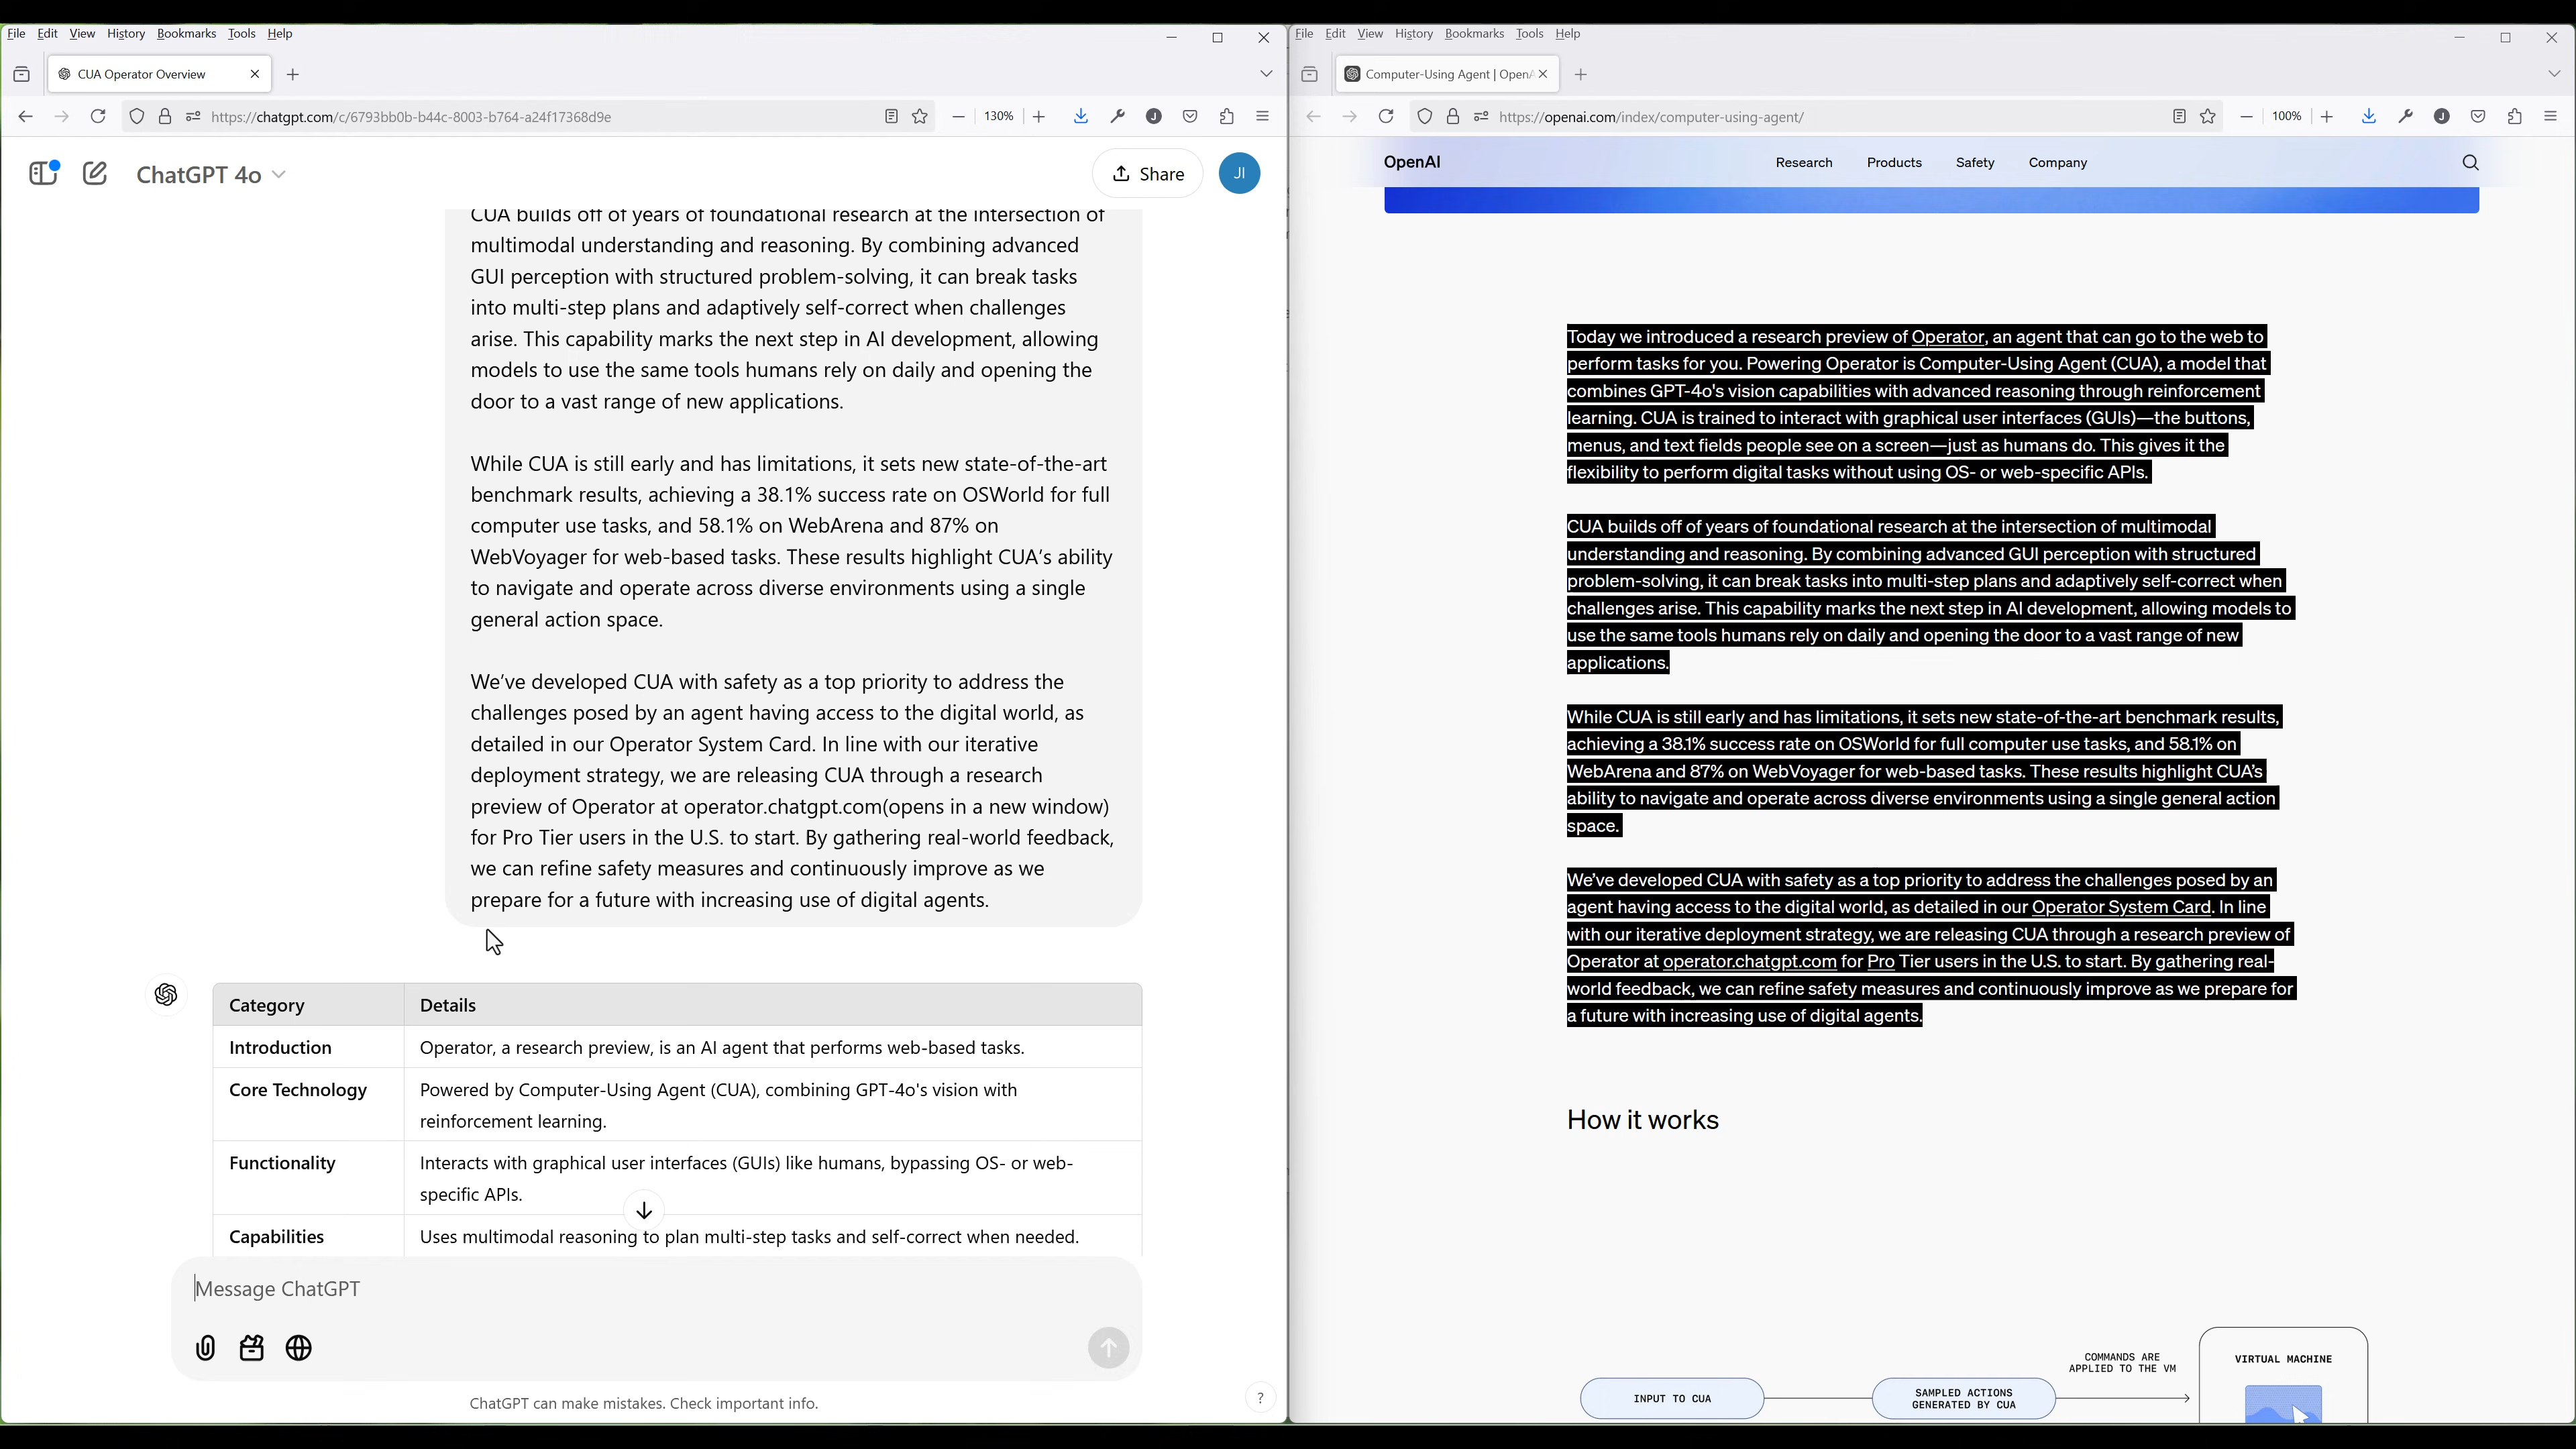 File Edit View History Bookmarks Tools Help
CUA Operator Overview
https://chatgpt.com/c/6793bb0b-b44c-8003-b764-a24f17368d9e
130%
J
ChatGPT 4o
Share
JI
CUA builds off of years of foundational research at the intersection of
multimodal understanding and reasoning. By combining advanced
GUI perception with structured problem-solving, it can break tasks
into multi-step plans and adaptively self-correct when challenges
arise. This capability marks the next step in AI development, allowing
models to use the same tools humans rely on daily and opening the
door to a vast range of new applications.
While CUA is still early and has limitations, it sets new state-of-the-art
benchmark results, achieving a 38.1% success rate on OSWorld for full
computer use tasks, and 58.1% on WebArena and 87% on
WebVoyager for web-based tasks. These results highlight CUA’s ability
to navigate and operate across diverse environments using a single
general action space.
We’ve developed CUA with safety as a top priority to address the
challenges posed by an agent having access to the digital world, as
detailed in our Operator System Card. In line with our iterative
deployment strategy, we are releasing CUA through a research
preview of Operator at operator.chatgpt.com(opens in a new window)
for Pro Tier users in the U.S. to start. By gathering real-world feedback,
we can refine safety measures and continuously improve as we
prepare for a future with increasing use of digital agents.
Category Details
Introduction Operator, a research preview, is an AI agent that performs web-based tasks.
Core Technology Powered by Computer-Using Agent (CUA), combining GPT-4o's vision with
reinforcement learning.
Functionality Interacts with graphical user interfaces (GUIs) like humans, bypassing OS- or web-
specific APIs.
Capabilities Uses multimodal reasoning to plan multi-step tasks and self-correct when needed.
Message ChatGPT
ChatGPT can make mistakes. Check important info.
?
File Edit View History Bookmarks Tools Help
Computer-Using Agent | OpenA
https://openai.com/index/computer-using-agent/
100%
J
OpenAI
Research Products Safety Company
Today we introduced a research preview of Operator, an agent that can go to the web to
perform tasks for you. Powering Operator is Computer-Using Agent (CUA), a model that
combines GPT-4o's vision capabilities with advanced reasoning through reinforcement
learning. CUA is trained to interact with graphical user interfaces (GUIs)—the buttons,
menus, and text fields people see on a screen—just as humans do. This gives it the
flexibility to perform digital tasks without using OS- or web-specific APIs.
CUA builds off of years of foundational research at the intersection of multimodal
understanding and reasoning. By combining advanced GUI perception with structured
problem-solving, it can break tasks into multi-step plans and adaptively self-correct when
challenges arise. This capability marks the next step in AI development, allowing models to
use the same tools humans rely on daily and opening the door to a vast range of new
applications.
While CUA is still early and has limitations, it sets new state-of-the-art benchmark results,
achieving a 38.1% success rate on OSWorld for full computer use tasks, and 58.1% on
WebArena and 87% on WebVoyager for web-based tasks. These results highlight CUA’s
ability to navigate and operate across diverse environments using a single general action
space.
We’ve developed CUA with safety as a top priority to address the challenges posed by an
agent having access to the digital world, as detailed in our Operator System Card. In line
with our iterative deployment strategy, we are releasing CUA through a research preview of
Operator at operator.chatgpt.com for Pro Tier users in the U.S. to start. By gathering real-
world feedback, we can refine safety measures and continuously improve as we prepare for
a future with increasing use of digital agents.
How it works
COMMANDS ARE
APPLIED TO THE VM
VIRTUAL MACHINE
INPUT TO CUA
SAMPLED ACTIONS
GENERATED BY CUA